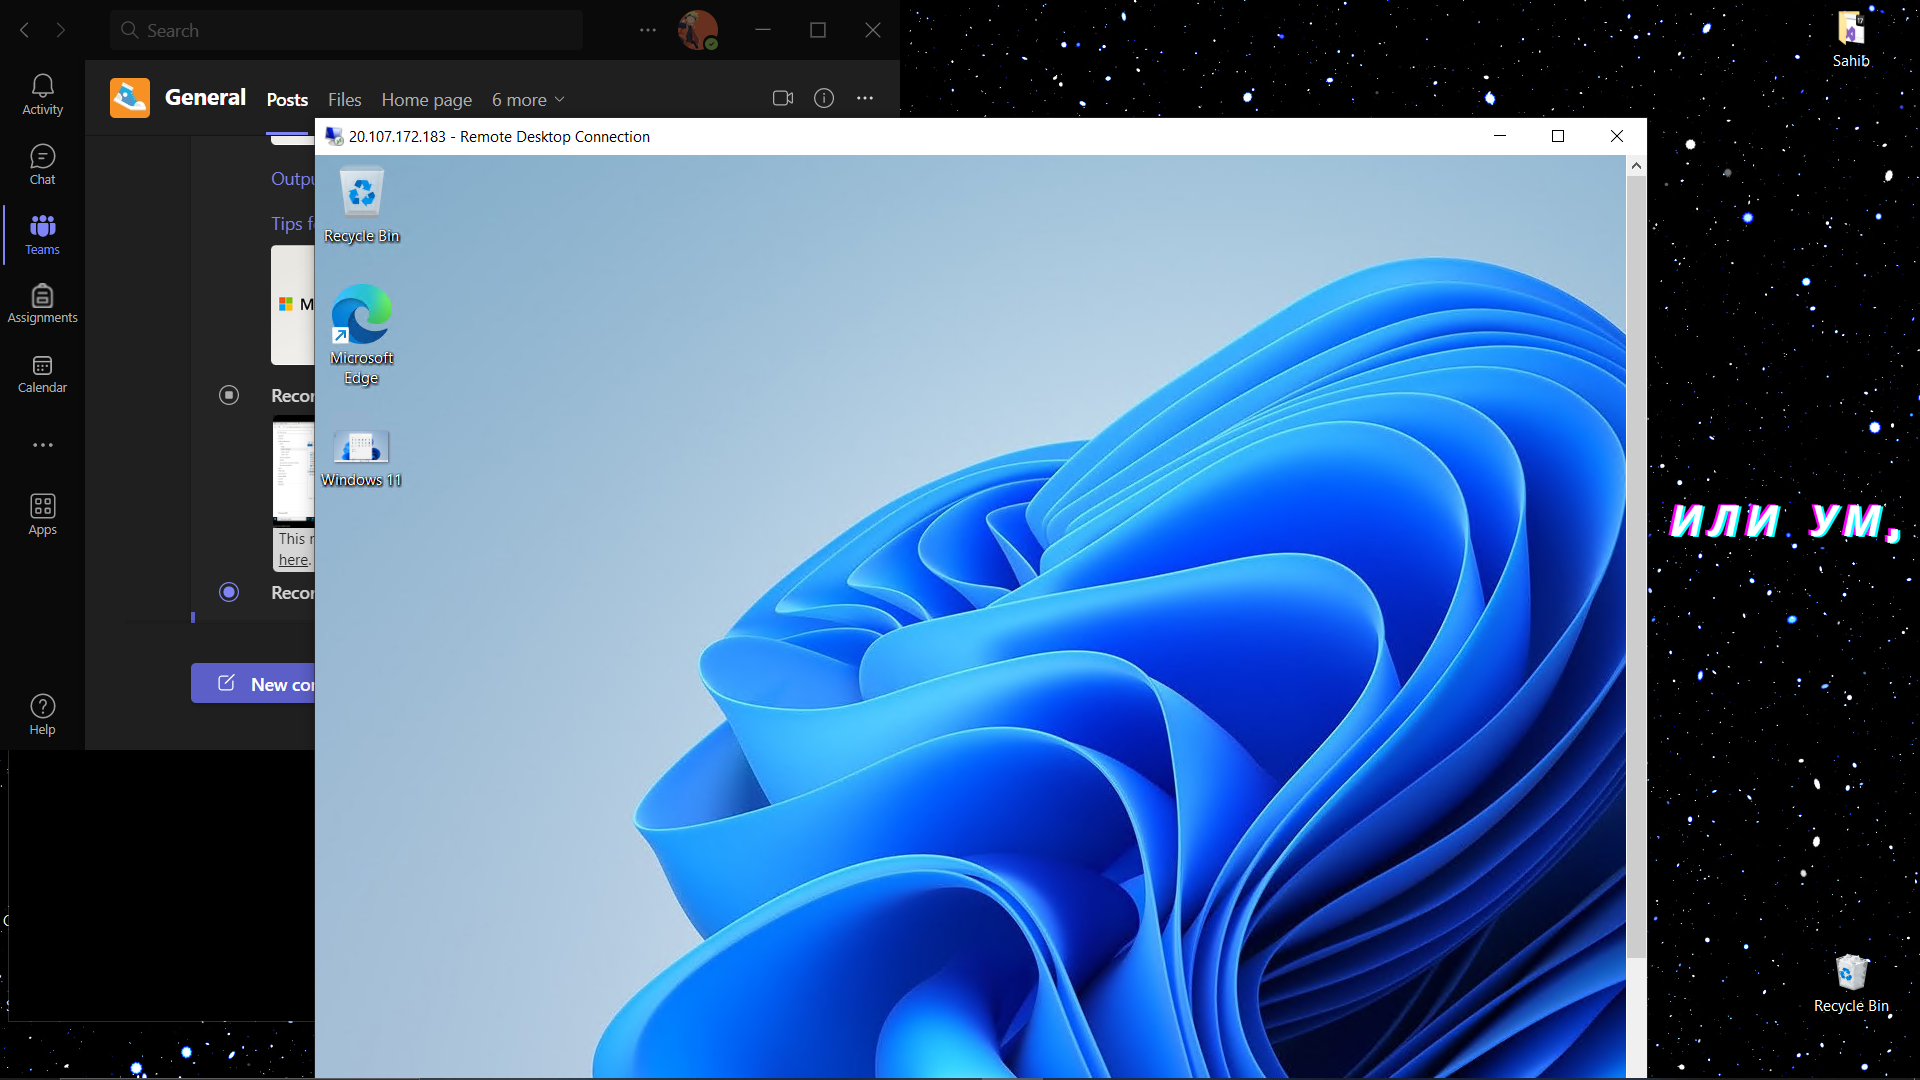 Search
Activity
Chat
Teams
Assignments
Calendar
Apps
Help
General
Posts
Files
Home page
6 more
Outpu
Tips f
M
Recor
This r
here.
Recor
New con
20.107.172.183 - Remote Desktop Connection
Recycle Bin
Microsoft
Edge
Windows 11
Sahib
ИЛИ УМ,
Recycle Bin